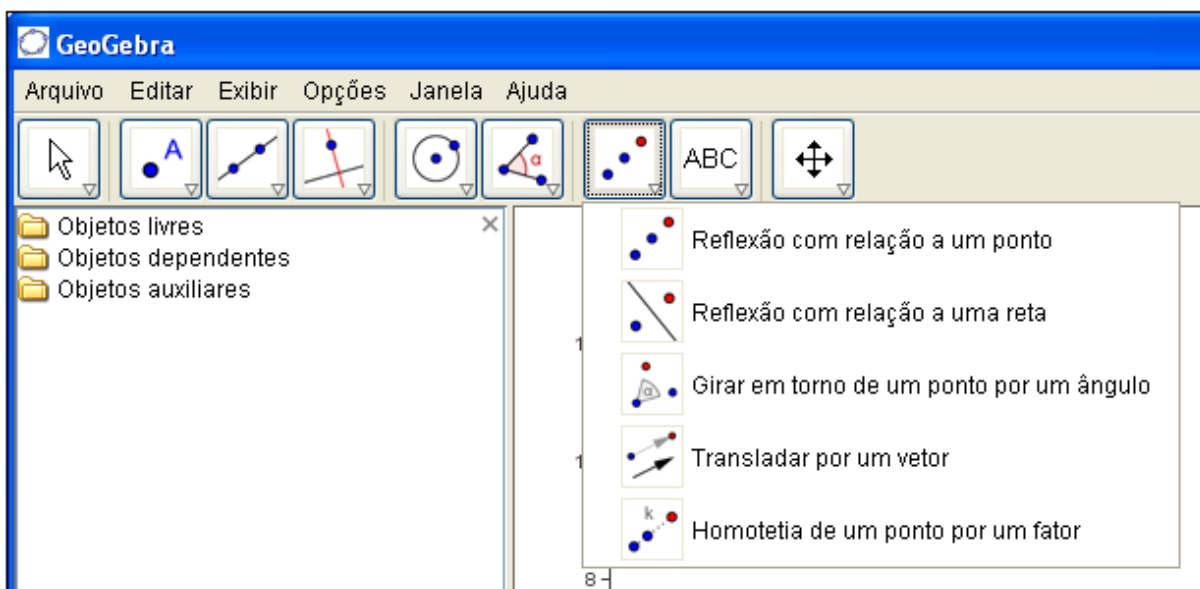 GeoGebra
Arquivo Editar Exibir Opções Janela Ajuda
A
α
ABC
Objetos livres
Objetos dependentes
Objetos auxiliares
Reflexão com relação a um ponto
Reflexão com relação a uma reta
1
α
Girar em torno de um ponto por um ângulo
Transladar por um vetor
1
k
Homotetia de um ponto por um fator
8